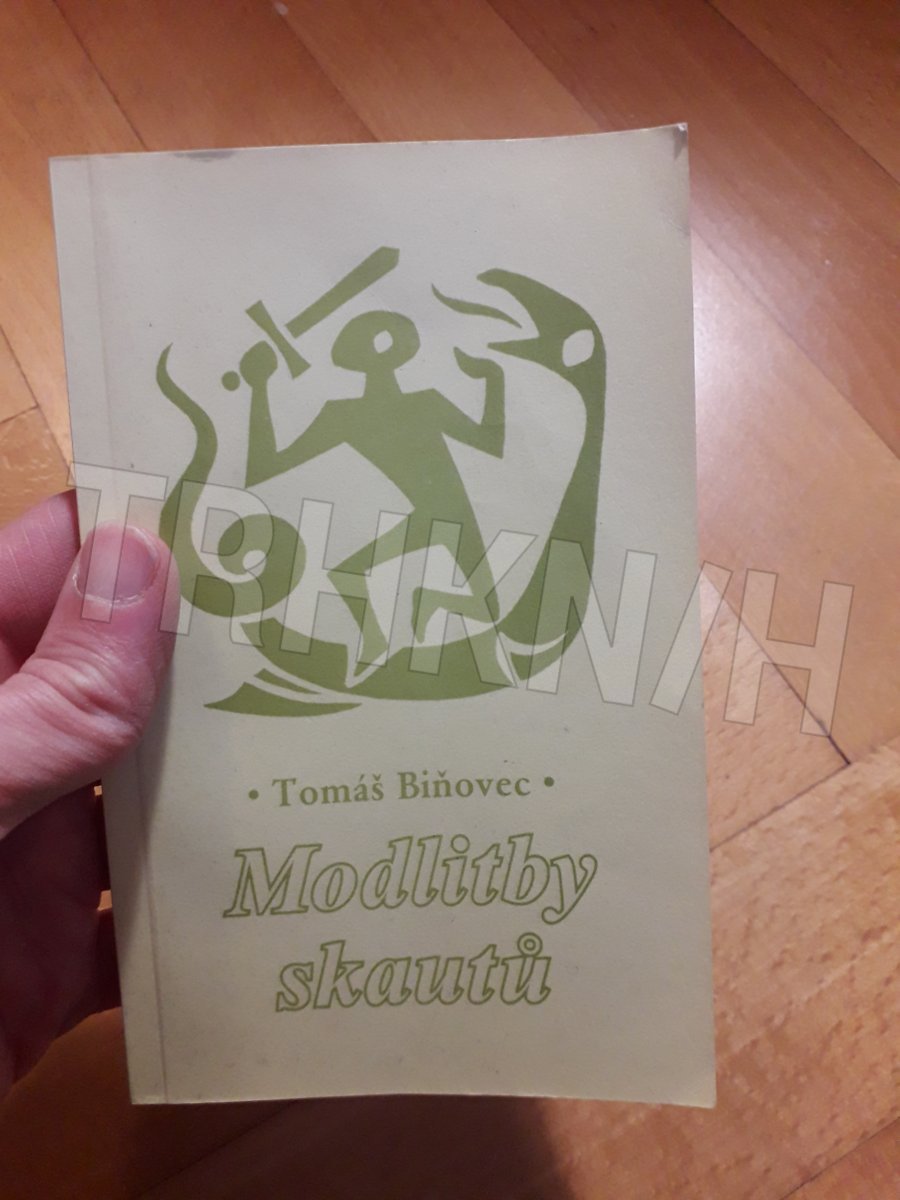 TRHKNIH
• Tomáš Biňovec •
Modlitby
skautů